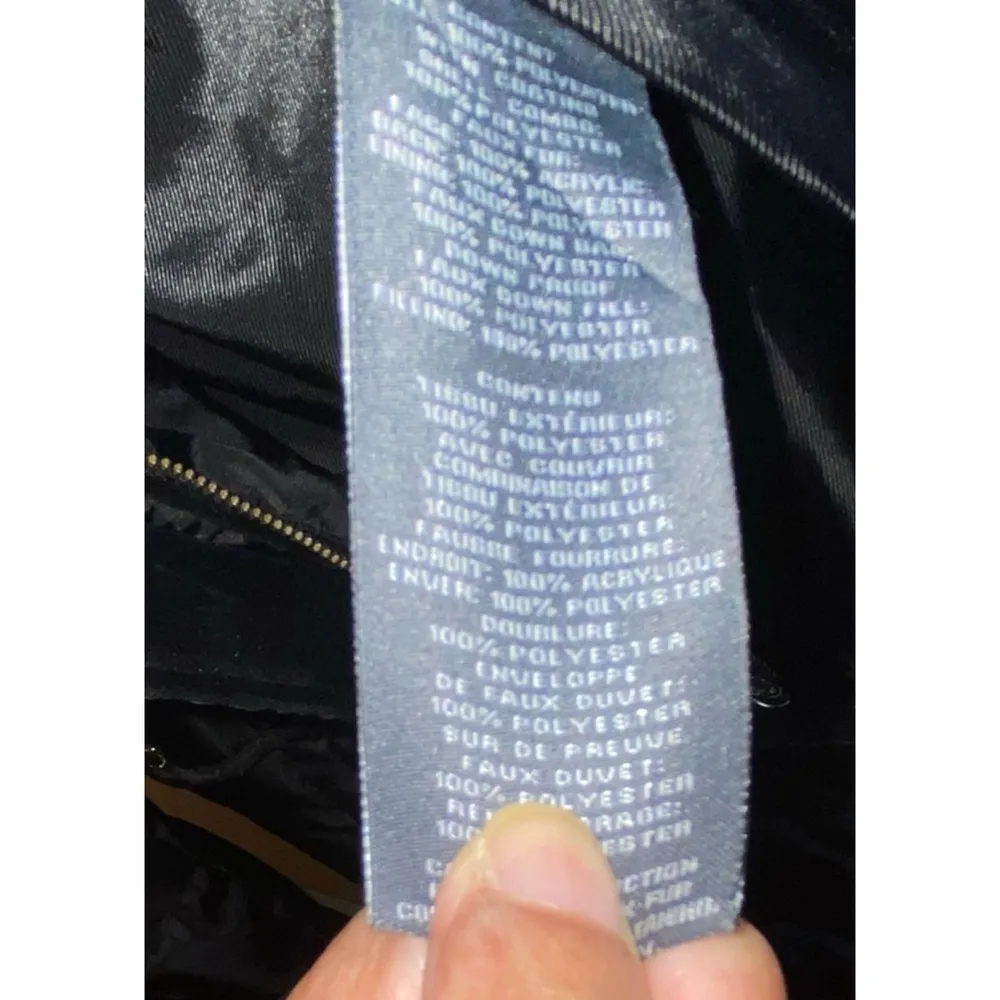 CONTENT
100% POLYESTER
WITH COATING
SHELL COMBO:
100% POLYESTER
FAUX FUR:
FACE: 100% ACRYLIC
BACK: 100% POLYESTER
LINING: 100% POLYESTER
FAUX DOWN BAG:
100% POLYESTER
DOWN PROOF
FAUX DOWN FILL:
100% POLYESTER
FILLING: 100% POLYESTER
CONTENU
TISSU EXTÉRIEUR:
100% POLYESTER
AVEC COUVRIR
COMBINAISON DE
TISSU EXTÉRIEUR:
100% POLYESTER
FAUSSE FOURRURE:
ENDROIT: 100% ACRYLIQUE
ENVER: 100% POLYESTER
DOUBLURE:
100% POLYESTER
ENVELOPPE
DE FAUX DUVET:
100% POLYESTER
SUR DE PREUVE
FAUX DUVET:
100% POLYESTER
FUR